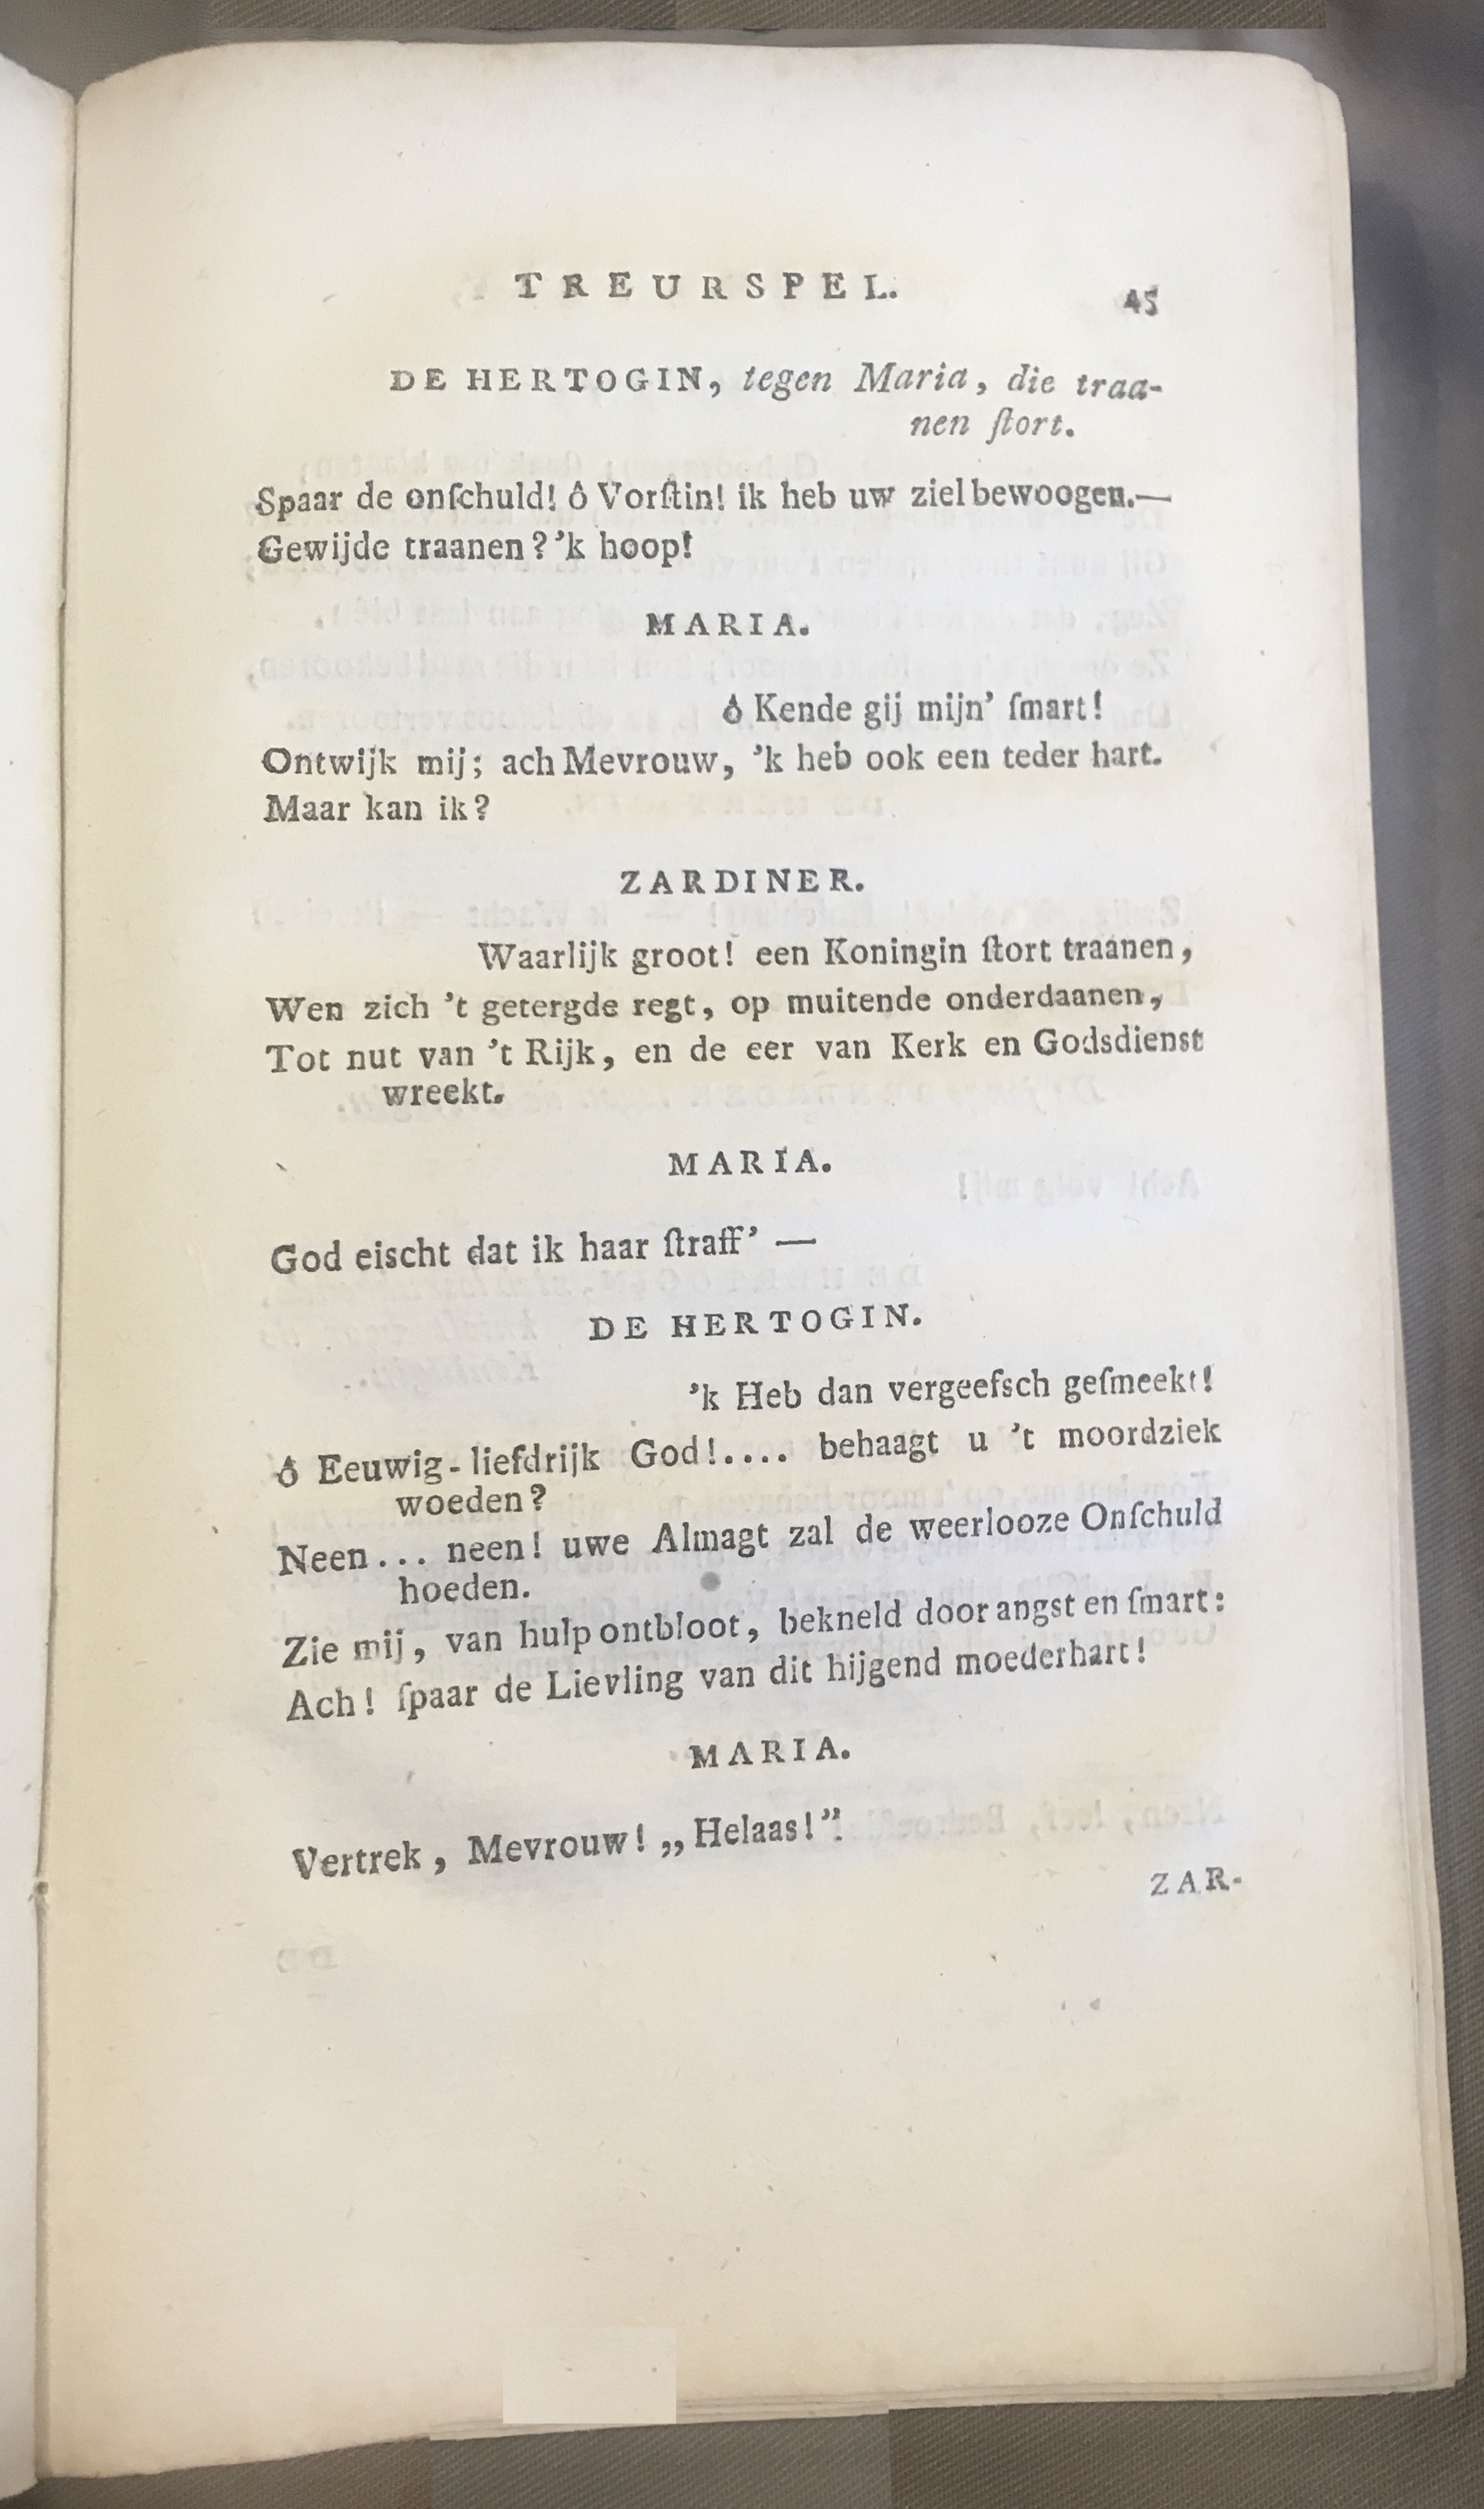 TREURSPEL. 45
DE HERTOGIN, tegen Maria, die traa-
nen ſtort.
Spaar de onſchuld! ô Vorſtin! ik heb uw ziel bewoogen.—
Gewijde traanen? 'k hoop!
MARIA.
ô Kende gij mijn' ſmart!
Ontwijk mij; ach Mevrouw, 'k heb ook een teder hart.
Maar kan ik?
ZARDINER.
Waarlijk groot! een Koningin ſtort traanen,
Wen zich 't getergde regt, op muitende onderdaanen,
Tot nut van 't Rijk, en de eer van Kerk en Godsdienst
wreekt.
MARIA.
God eischt dat ik haar ſtraff' —
DE HERTOGIN.
'k Heb dan vergeefsch geſmeekt!
ô Eeuwig-liefdrijk God!.... behaagt u 't moordziek
woeden?
Neen... neen! uwe Almagt zal de weerlooze Onſchuld
hoeden.
Zie mij, van hulp ontbloot, bekneld door angst en ſmart:
Ach! ſpaar de Lievling van dit hijgend moederhart!
MARIA.
Vertrek, Mevrouw! „Helaas!”.
ZAR-